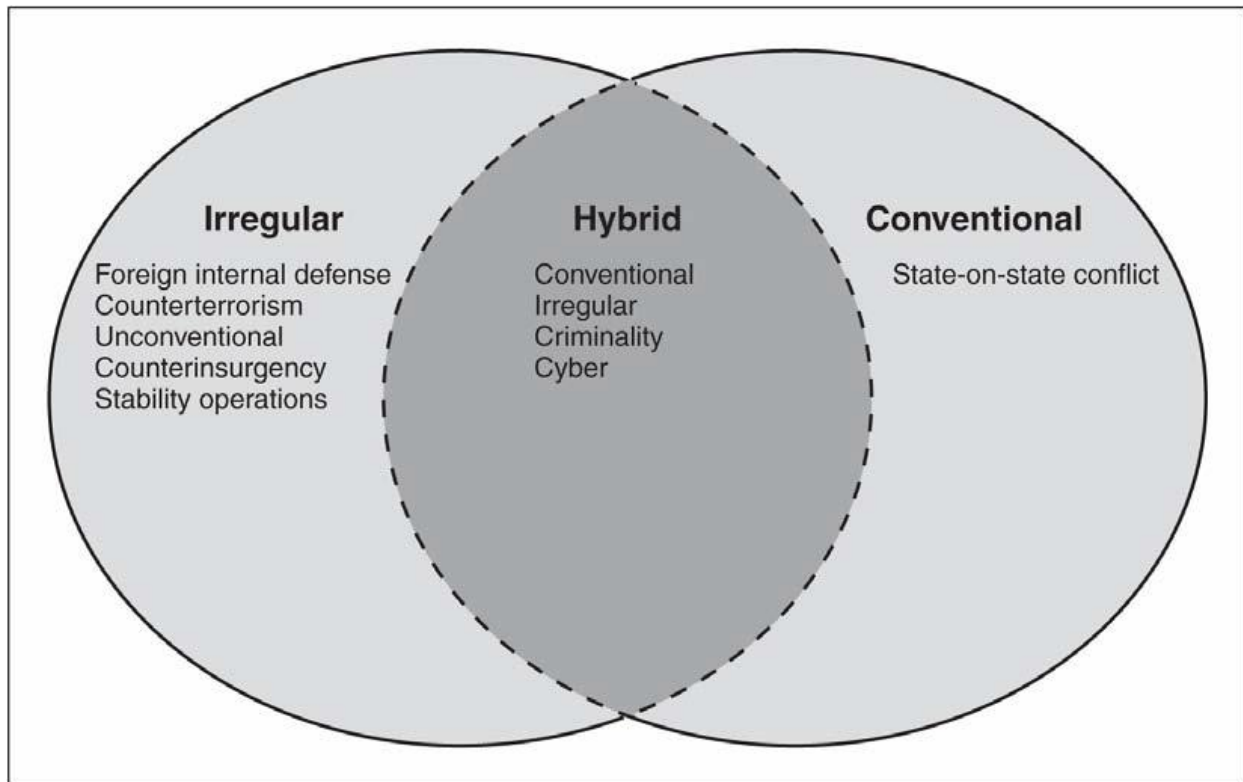 Irregular
Foreign internal defense
Counterterrorism
Unconventional
Counterinsurgency
Stability operations
Hybrid
Conventional
Irregular
Criminality
Cyber
Conventional
State-on-state conflict